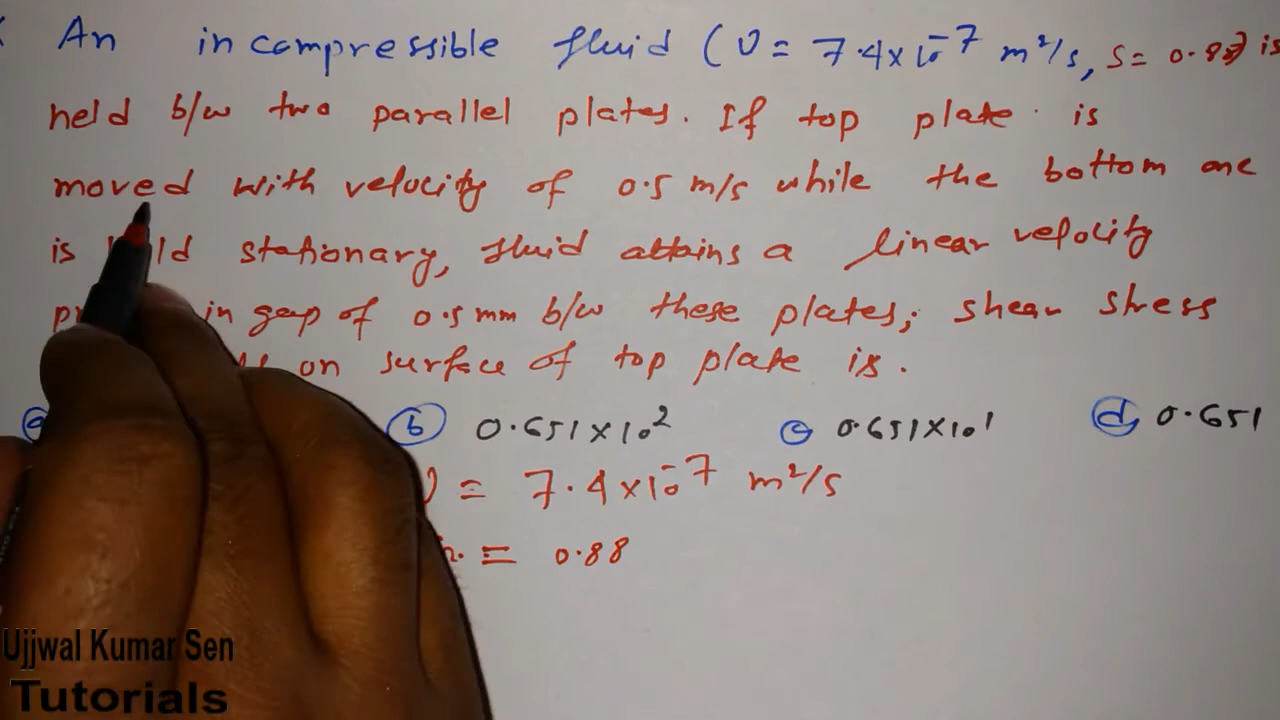 An incompressible fluid (υ = 7.4×10⁻⁷ m²/s, S= 0.88) is
held b/w two parallel plates. If top plate is
moved with velocity of 0.5 m/s while the bottom one
is stationary, fluid attains a linear velocity
in gap of 0.5 mm b/w these plates; shear stress
on surface of top plate is.
(a) (b) 0.651×10² (c) 0.651×10¹ (d) 0.651
υ = 7.4×10⁻⁷ m²/s
= 0.88
Ujjwal Kumar Sen
Tutorials